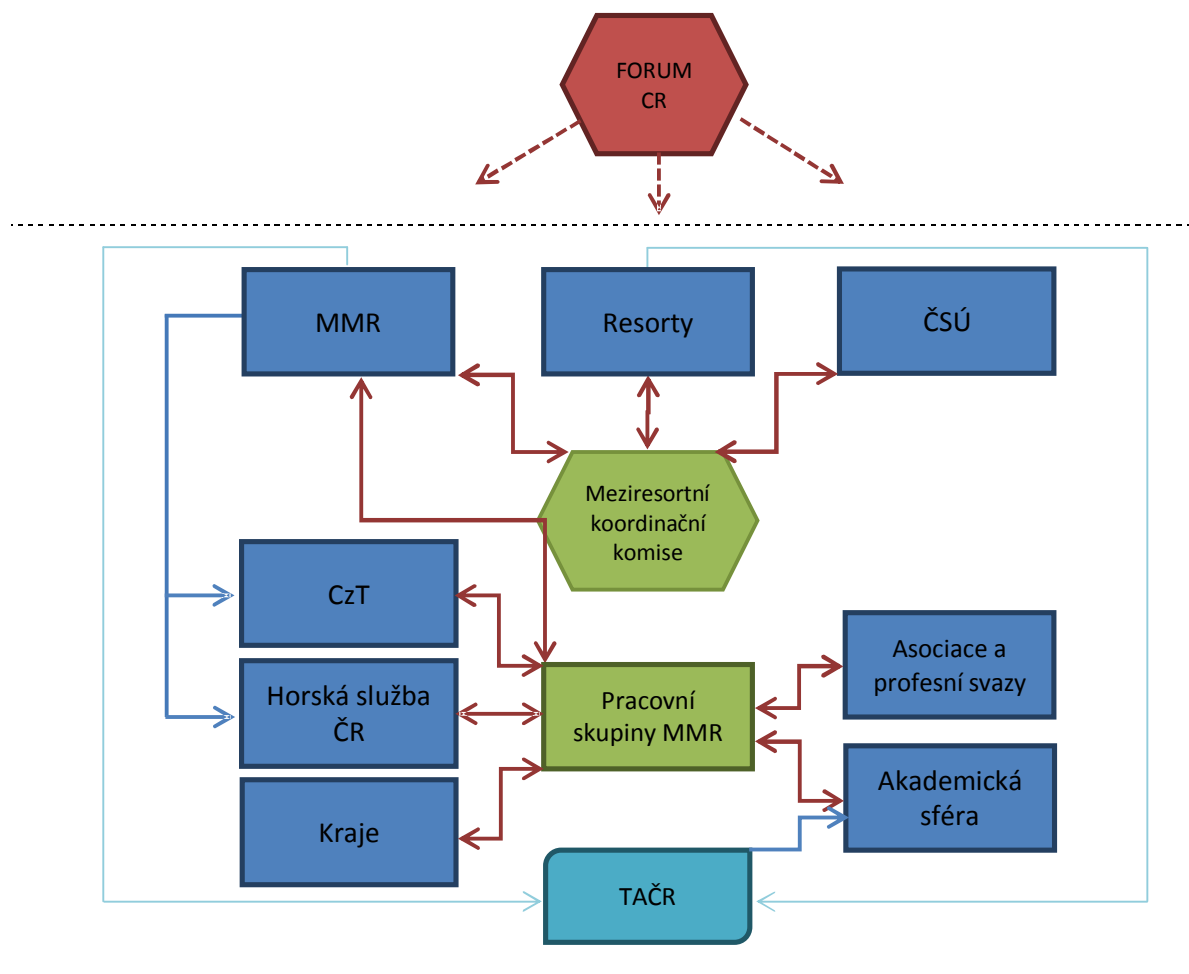 FORUM
CR
MMR
Resorty
ČSÚ
Meziresortní
koordinační
komise
CzT
Asociace a
profesní svazy
Horská služba
ČR
Pracovní
skupiny MMR
Akademická
sféra
Kraje
TAČR